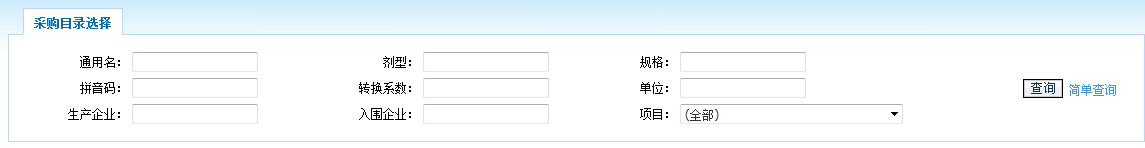 采购目录选择
通用名： 剂型： 规格：
拼音码： 转换系数： 单位： 查询 简单查询
生产企业： 入围企业： 项目： (全部)